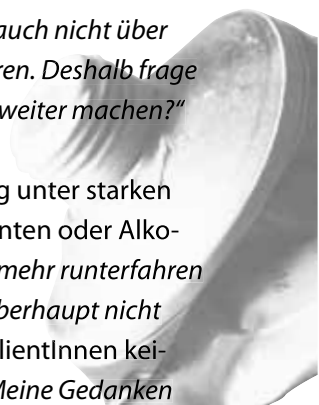 auch nicht über
ren. Deshalb frage
weiter machen?“
g unter starken
nten oder Alko-
mehr runterfahren
berhaupt nicht
lientInnen kei-
Meine Gedanken